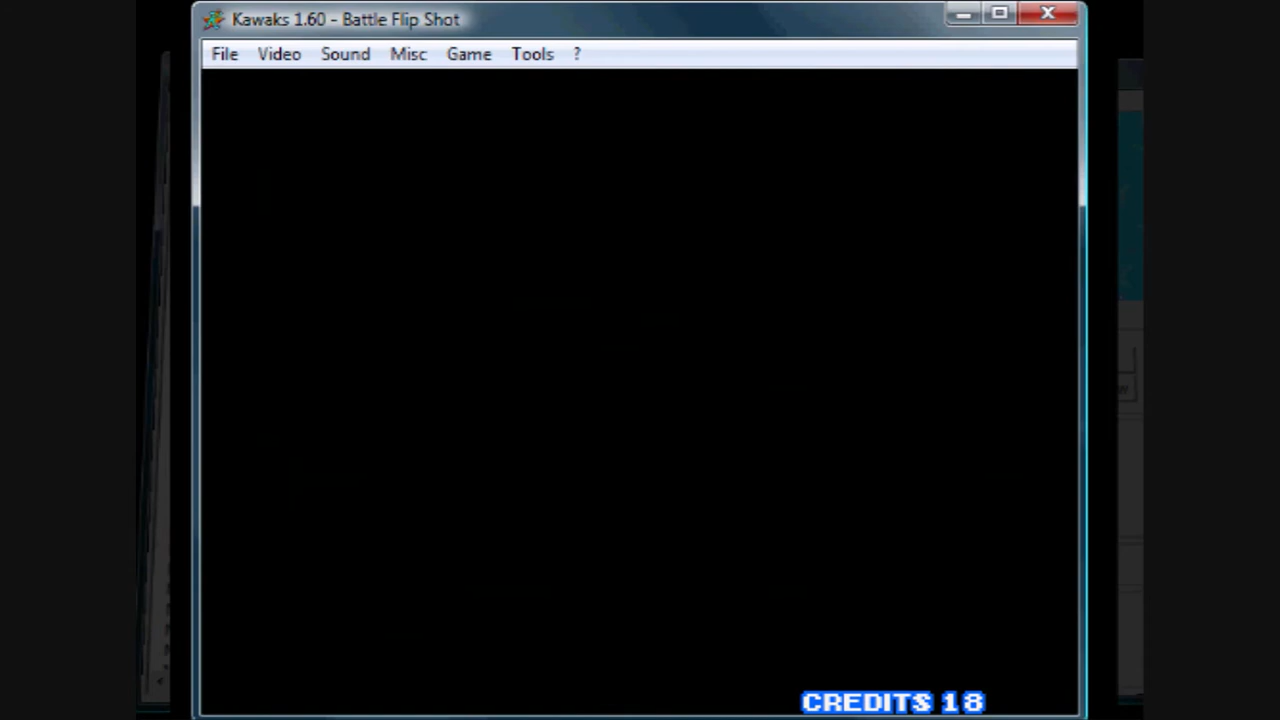 Kawaks 1.60 - Battle Flip Shot
File Video Sound Misc Game Tools ?
CREDITS 18